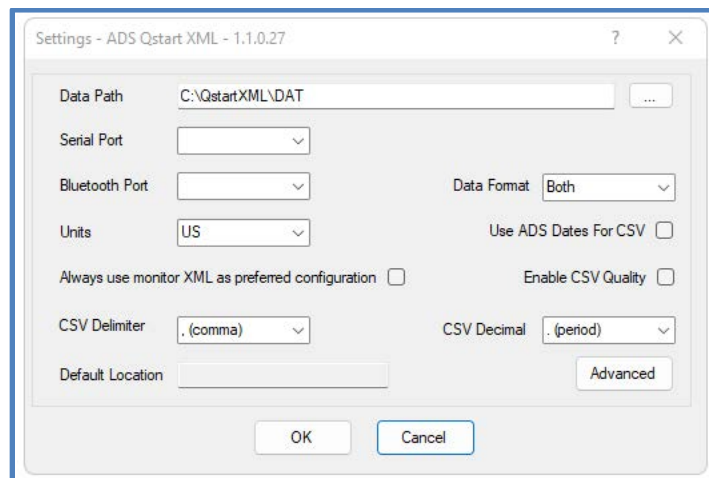 Settings - ADS Qstart XML - 1.1.0.27 ?
Data Path C:\QstartXML\DAT ...
Serial Port
Bluetooth Port Data Format Both
Units US Use ADS Dates For CSV
Always use monitor XML as preferred configuration Enable CSV Quality
CSV Delimiter , (comma) CSV Decimal . (period)
Default Location Advanced
OK Cancel